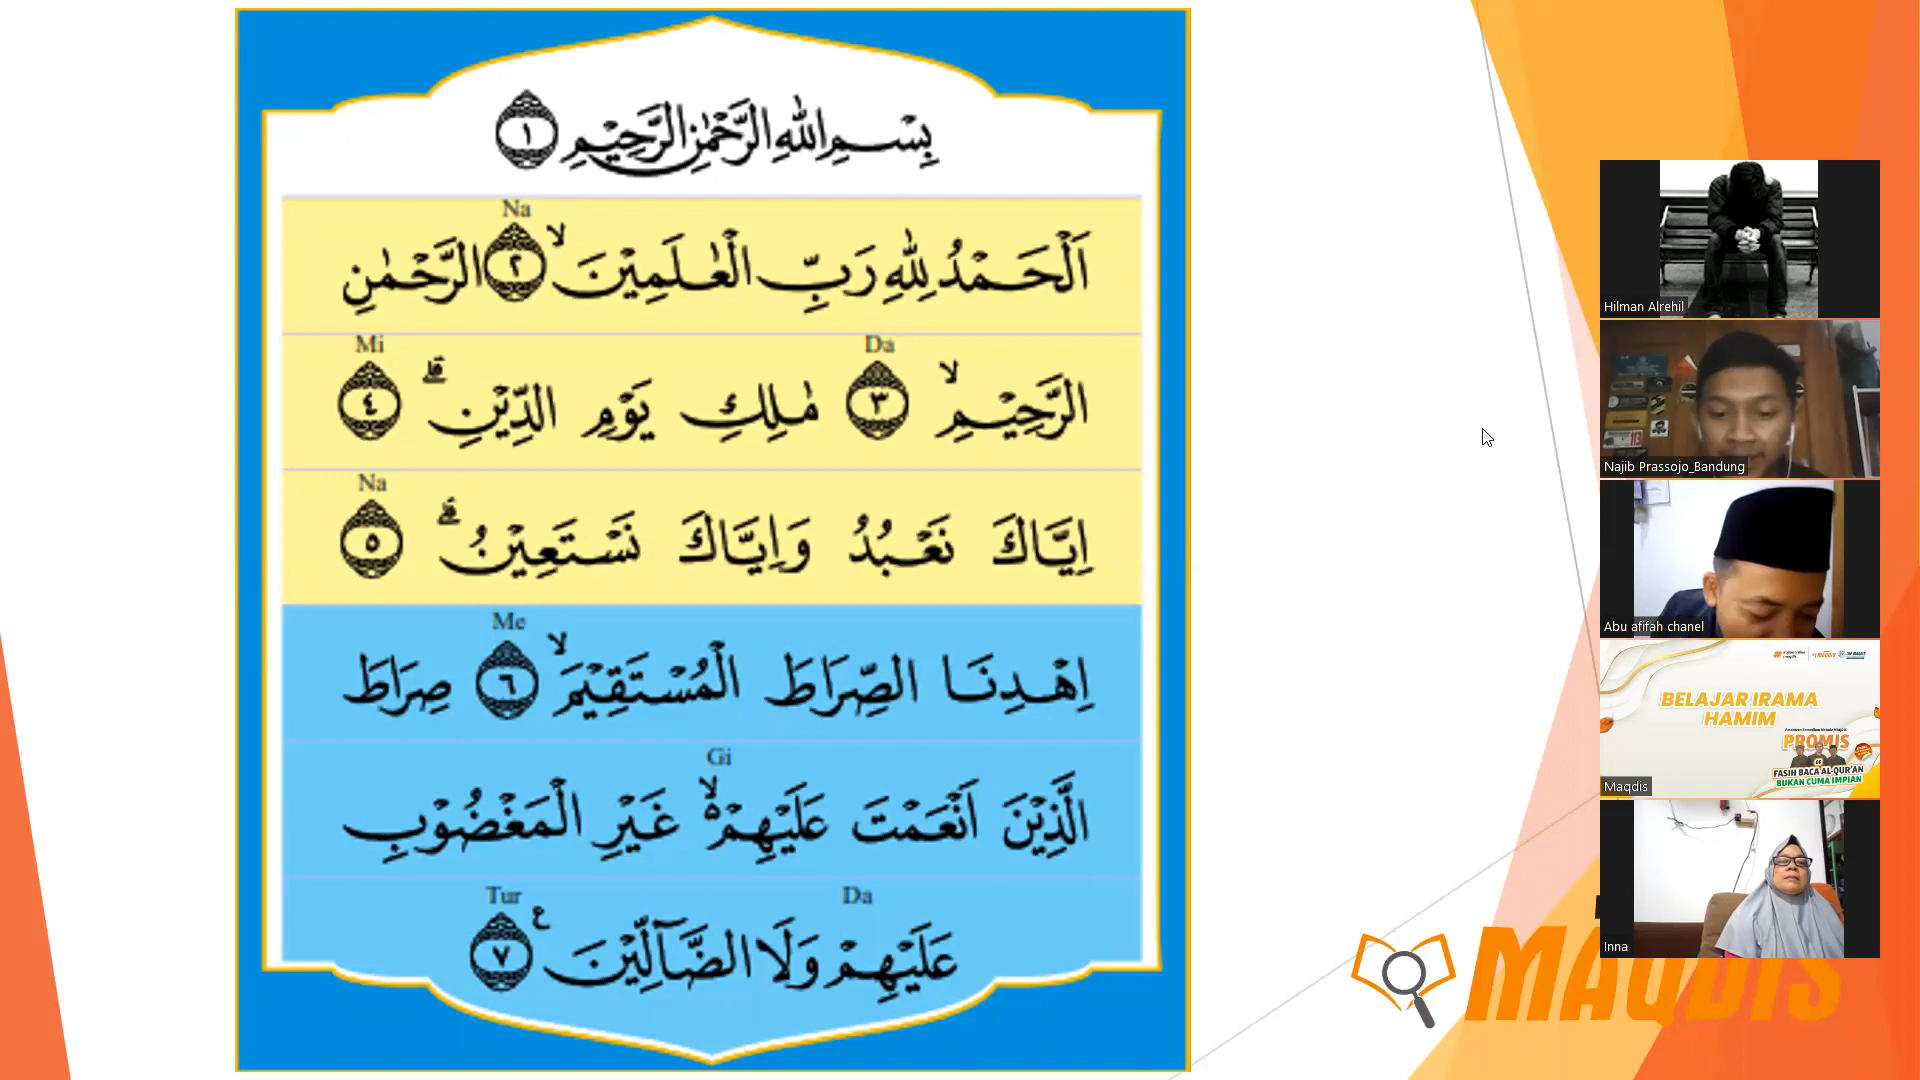 بِسْمِ اللّٰهِ الرَّحْمٰنِ الرَّحِيْمِ ١
Na
اَلْحَمْدُ لِلّٰهِ رَبِّ الْعٰلَمِيْنَ ۙ ٢ الرَّحْمٰنِ
Mi Da
الرَّحِيْمِ ۙ ٣ مٰلِكِ يَوْمِ الدِّيْنِ ۗ ٤
Na
اِيَّاكَ نَعْبُدُ وَاِيَّاكَ نَسْتَعِيْنُ ۗ ٥
Me
اِهْدِنَا الصِّرَاطَ الْمُسْتَقِيْمَ ۙ ٦ صِرَاطَ
Gi
الَّذِيْنَ اَنْعَمْتَ عَلَيْهِمْ ۙ غَيْرِ الْمَغْضُوْبِ
Tur Da
عَلَيْهِمْ وَلَا الضَّاۤلِّيْنَ ࣖ ٧
Hilman Alrehil
113
Najib Prassojo_Bandung
Abu afifah chanel
BELAJAR IRAMA
HAMIM
PROMIS
FASIH BACA AL-QUR'AN
BUKAN CUMA IMPIAN
Maqdis
Inna
MAQDIS